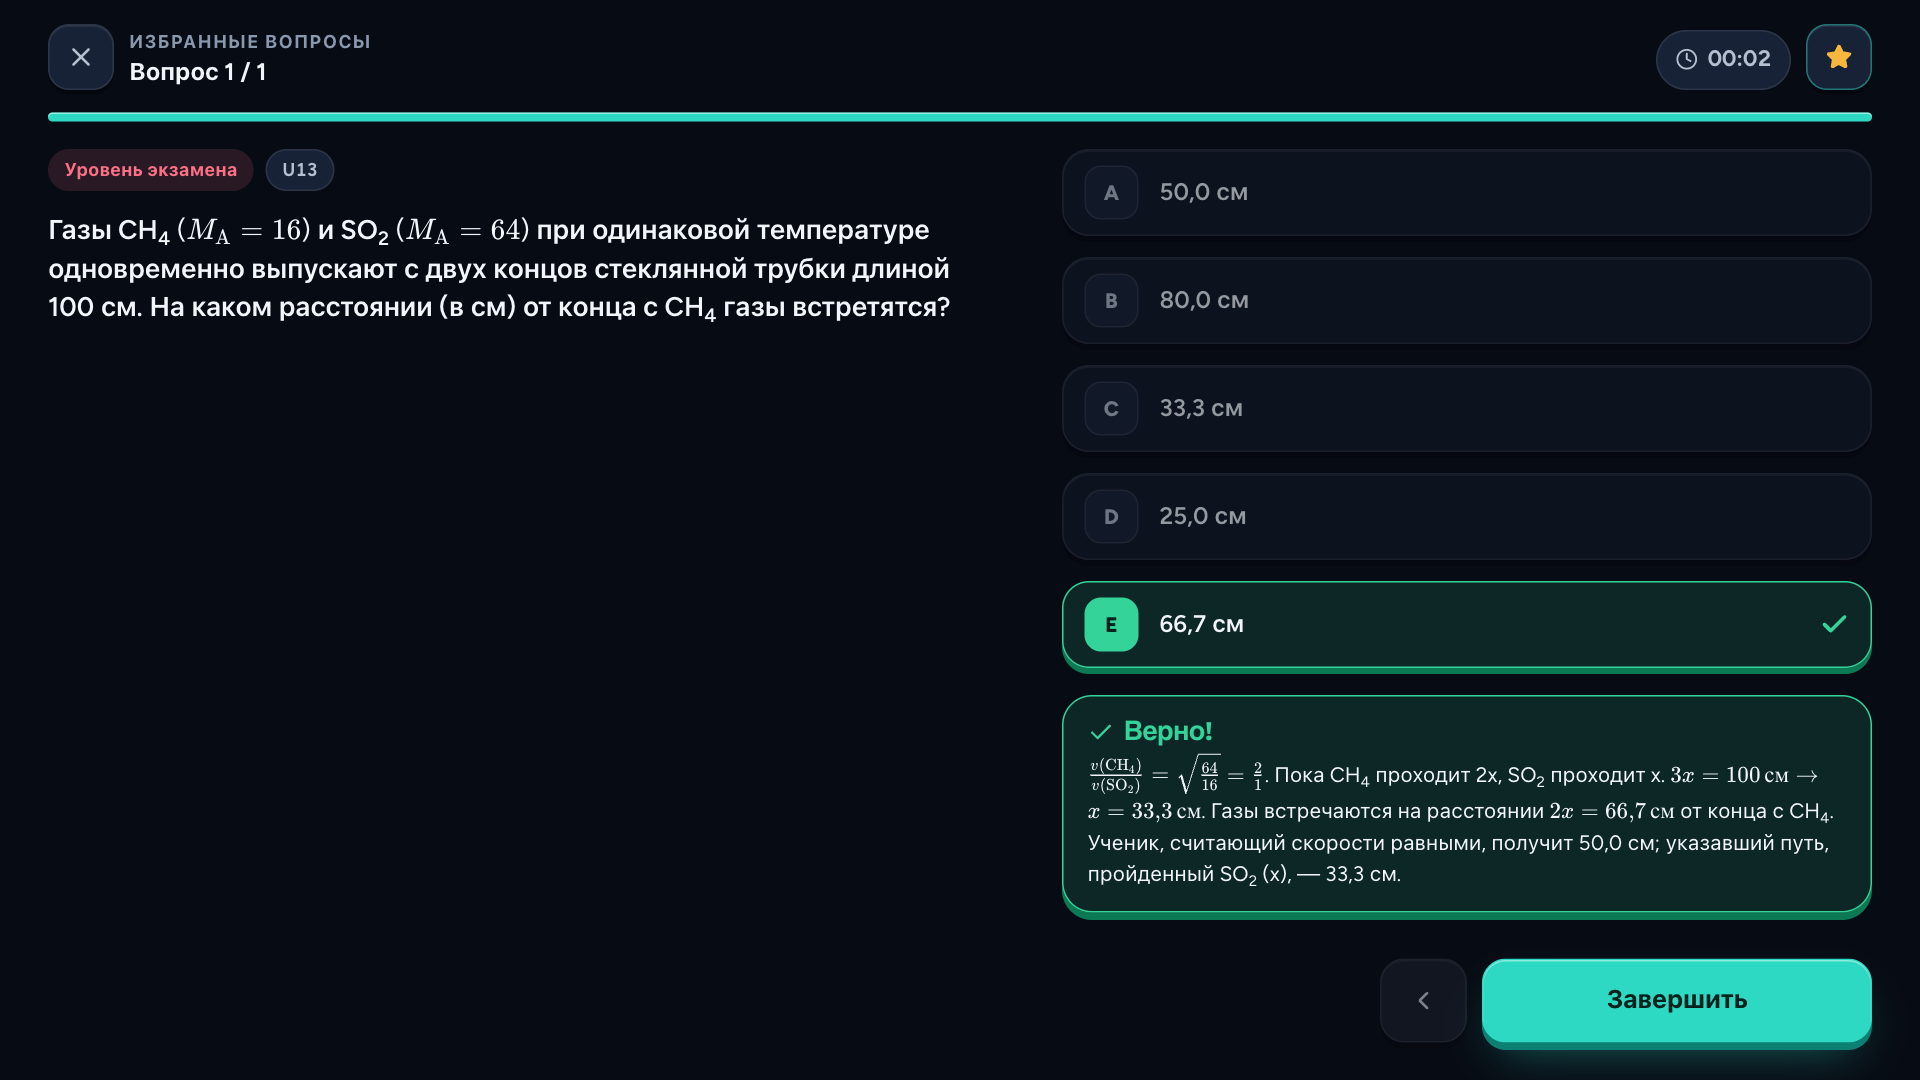 ИЗБРАННЫЕ ВОПРОСЫ
Вопрос 1 / 1
00:02
Уровень экзамена
U13
Газы CH₄ (M_A = 16) и SO₂ (M_A = 64) при одинаковой температуре
одновременно выпускают с двух концов стеклянной трубки длиной
100 см. На каком расстоянии (в см) от конца с CH₄ газы встретятся?
A 50,0 см
B 80,0 см
C 33,3 см
D 25,0 см
E 66,7 см
Верно!
v(CH₄)/v(SO₂) = √(64/16) = 2/1. Пока CH₄ проходит 2x, SO₂ проходит x. 3x = 100 см →
x = 33,3 см. Газы встречаются на расстоянии 2x = 66,7 см от конца с CH₄.
Ученик, считающий скорости равными, получит 50,0 см; указавший путь,
пройденный SO₂ (x), — 33,3 см.
Завершить